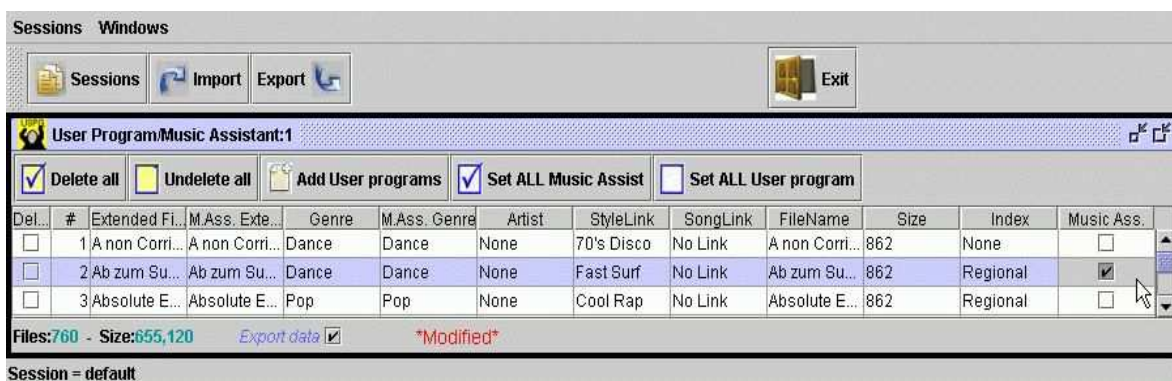 Sessions Windows
Sessions Import Export Exit
USPG
User Program/Music Assistant:1
Delete all Undelete all Add User programs Set ALL Music Assist Set ALL User program
Del... # Extended Fi... M.Ass. Exte... Genre M.Ass. Genre Artist StyleLink SongLink FileName Size Index Music Ass.
1 A non Corri... A non Corri... Dance Dance None 70's Disco No Link A non Corri... 862 None
2 Ab zum Su... Ab zum Su... Dance Dance None Fast Surf No Link Ab zum Su... 862 Regional
3 Absolute E... Absolute E... Pop Pop None Cool Rap No Link Absolute E... 862 Regional
Files:760 - Size:655,120 Export data *Modified*
Session = default